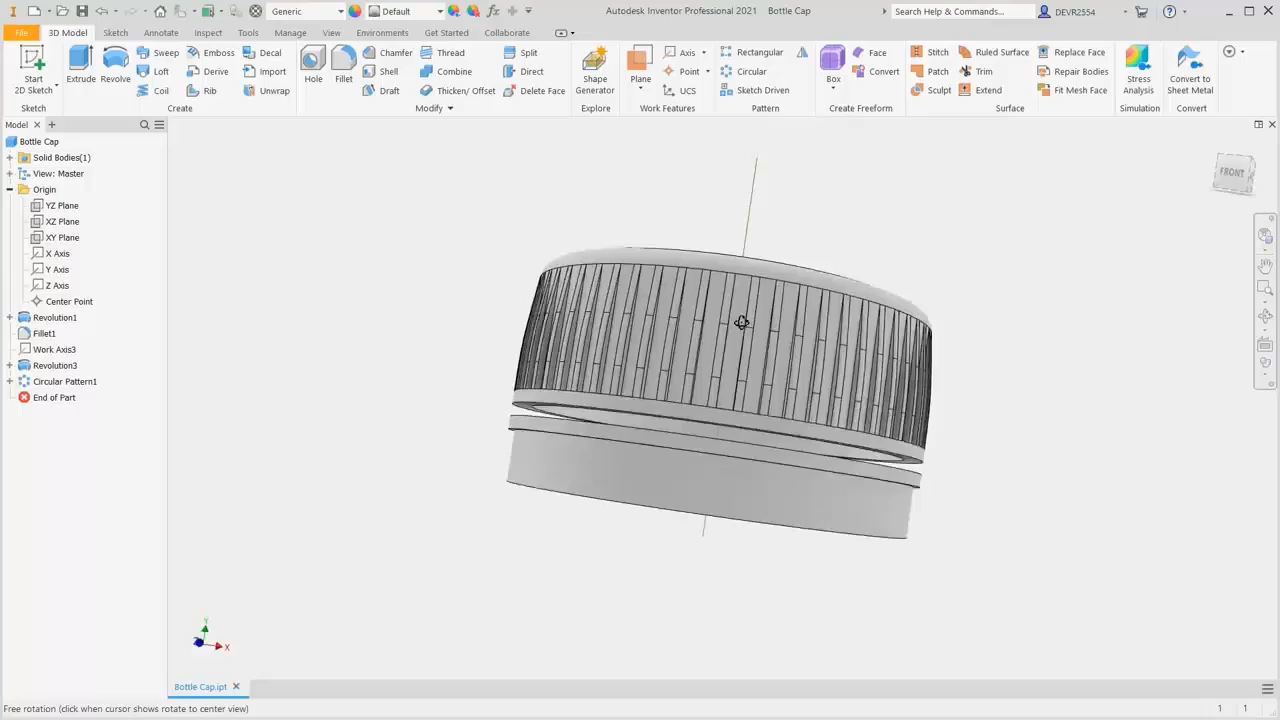 Generic
Default
Autodesk Inventor Professional 2021 Bottle Cap
Search Help & Commands...
DEVR2554
File
3D Model
Sketch
Annotate
Inspect
Tools
Manage
View
Environments
Get Started
Collaborate
Start
2D Sketch
Extrude
Revolve
Sweep
Emboss
Decal
Loft
Derive
Import
Coil
Rib
Unwrap
Hole
Fillet
Chamfer
Thread
Split
Shell
Combine
Direct
Draft
Thicken/ Offset
Delete Face
Shape
Generator
Plane
Axis
Point
UCS
Rectangular
Circular
Sketch Driven
Box
Face
Convert
Stitch
Ruled Surface
Replace Face
Patch
Trim
Repair Bodies
Sculpt
Extend
Fit Mesh Face
Stress
Analysis
Convert to
Sheet Metal
Sketch
Create
Modify
Explore
Work Features
Pattern
Create Freeform
Surface
Simulation
Convert
Model
Bottle Cap
Solid Bodies(1)
View: Master
Origin
YZ Plane
XZ Plane
XY Plane
X Axis
Y Axis
Z Axis
Center Point
Revolution1
Fillet1
Work Axis3
Revolution3
Circular Pattern1
End of Part
FRONT
Y
X
Z
Bottle Cap.ipt
Free rotation (click when cursor shows rotate to center view)
1 1